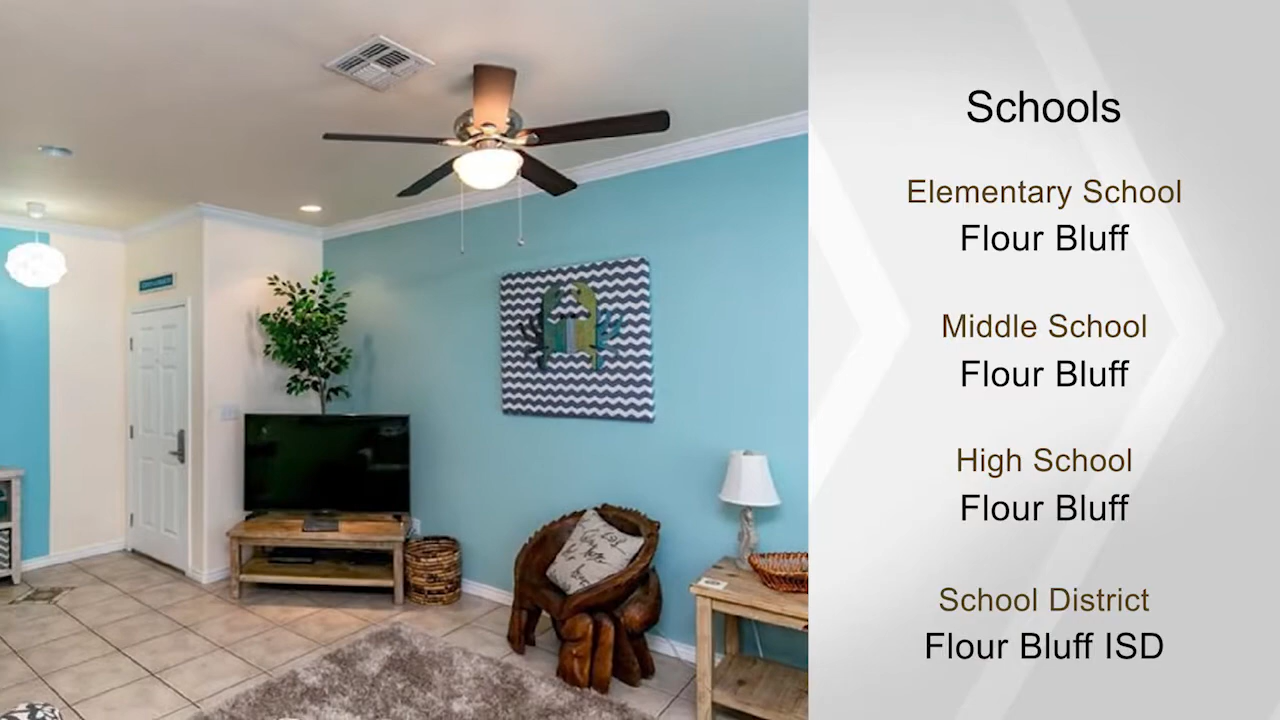 Schools
Elementary School
Flour Bluff
Middle School
Flour Bluff
High School
Flour Bluff
School District
Flour Bluff ISD